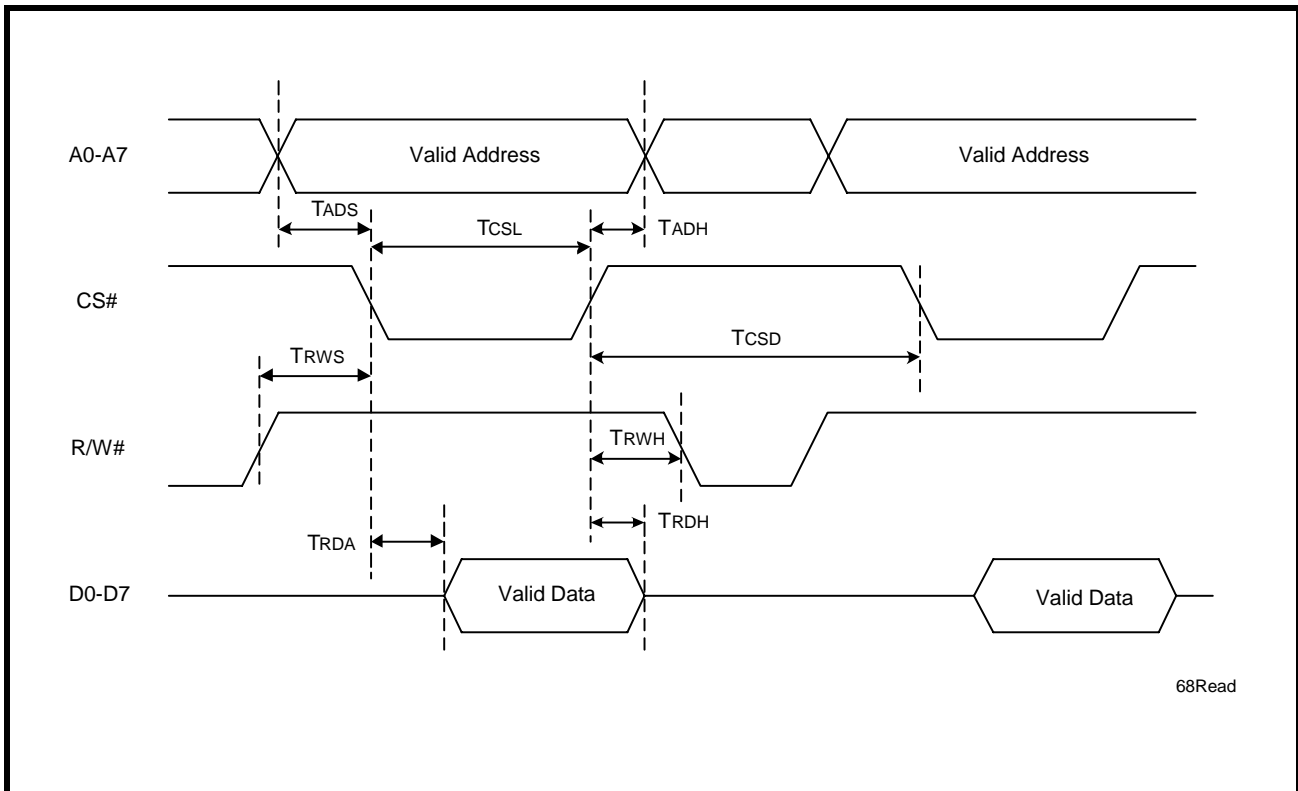 A0-A7
Valid Address
Valid Address
TADS
TCSL
TADH
CS#
TCSD
TRWS
R/W#
TRWH
TRDH
TRDA
D0-D7
Valid Data
Valid Data
68Read